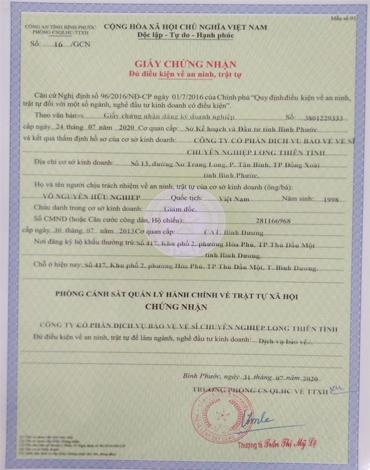 Mẫu số 01
CÔNG AN TỈNH BÌNH PHƯỚC
PHÒNG CSQLHC-TTXH
Số: 16 /GCN
CỘNG HÒA XÃ HỘI CHỦ NGHĨA VIỆT NAM
Độc lập - Tự do - Hạnh phúc
GIẤY CHỨNG NHẬN
Đủ điều kiện về an ninh, trật tự
Căn cứ Nghị định số 96/2016/NĐ-CP ngày 01/7/2016 của Chính phủ "Quy định điều kiện về an ninh,
trật tự đối với một số ngành, nghề đầu tư kinh doanh có điều kiện".
Theo văn bản số Giấy chứng nhận đăng ký doanh nghiệp 3801229333
cấp ngày 24 tháng 07 năm 2020 Cơ quan cấp: Sở Kế hoạch và Đầu tư tỉnh Bình Phước.
và kết quả thẩm định hồ sơ của cơ sở kinh doanh: CÔNG TY CỔ PHẦN DỊCH VỤ BẢO VỆ VỆ SĨ
CHUYÊN NGHIỆP LONG THIÊN TÌNH
Địa chỉ cơ sở kinh doanh: Số 13, đường Nơ Trang Long, P. Tân Bình, TP Đồng Xoài
tỉnh Bình Phước.
Họ và tên người chịu trách nhiệm về an ninh, trật tự của cơ sở kinh doanh (ông/bà):
VÕ NGUYỄN HỮU NGHIỆP Quốc tịch: Việt Nam 1998
Chức danh trong cơ sở kinh doanh: Giám đốc.
Số CMND (hoặc Căn cước công dân, Hộ chiếu): 281166968
cấp ngày 30 tháng 07 năm 2013 Cơ quan cấp: CA T. Bình Dương.
Nơi đăng ký hộ khẩu thường trú: Số 417, Khu phố 2, phường Hòa Phú, TP Thủ Dầu Một
tỉnh Bình Dương.
Chỗ ở hiện nay: Số 417, Khu phố 2, phường Hòa Phú, TP Thủ Dầu Một, T. Bình Dương.
PHÒNG CẢNH SÁT QUẢN LÝ HÀNH CHÍNH VỀ TRẬT TỰ XÃ HỘI
CHỨNG NHẬN
CÔNG TY CỔ PHẦN DỊCH VỤ BẢO VỆ VỆ SĨ CHUYÊN NGHIỆP LONG THIÊN TÌNH
Đủ điều kiện về an ninh, trật tự để làm ngành, nghề đầu tư kinh doanh: Dịch vụ bảo vệ
Bình Phước, ngày 31 tháng 07 năm 2020
TRƯỞNG PHÒNG CS QLHC VỀ TTXH
Thượng tá Trần Thị Mỹ Lệ